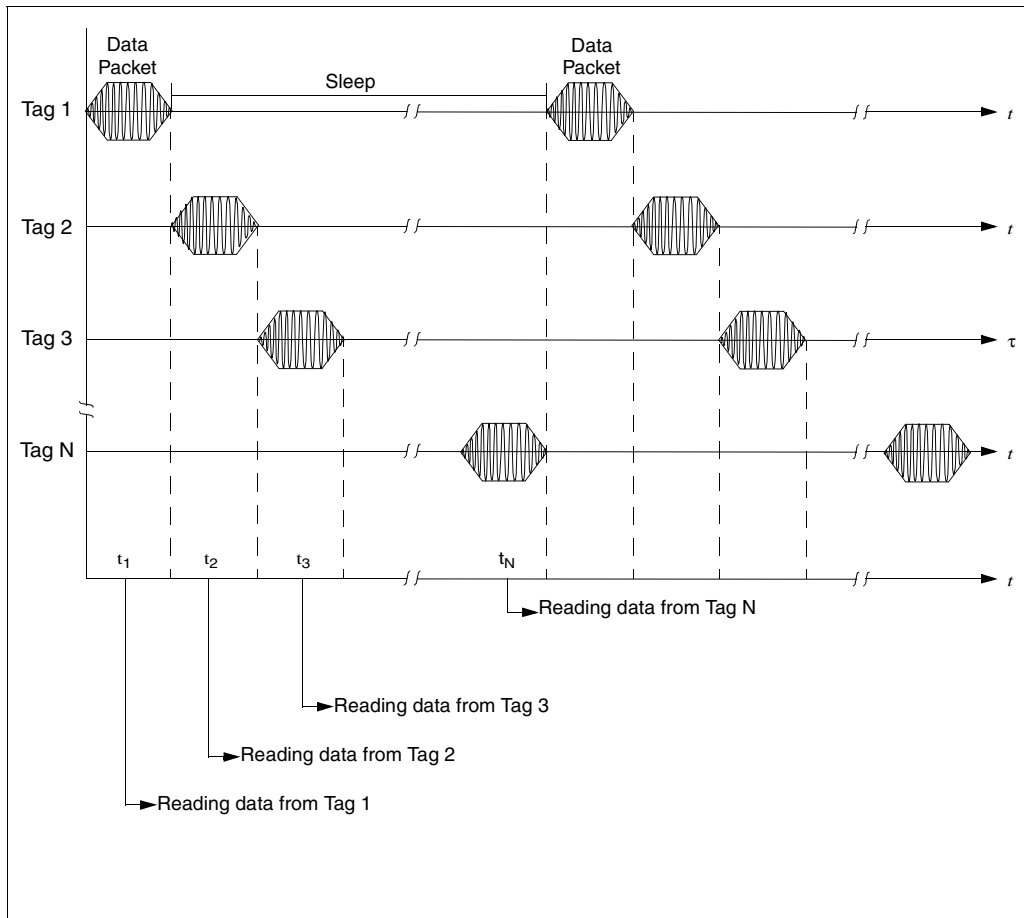 Data
Packet
Sleep
Data
Packet
Tag 1
t
Tag 2
t
Tag 3
τ
Tag N
t
t1
t2
t3
tN
t
Reading data from Tag N
Reading data from Tag 3
Reading data from Tag 2
Reading data from Tag 1